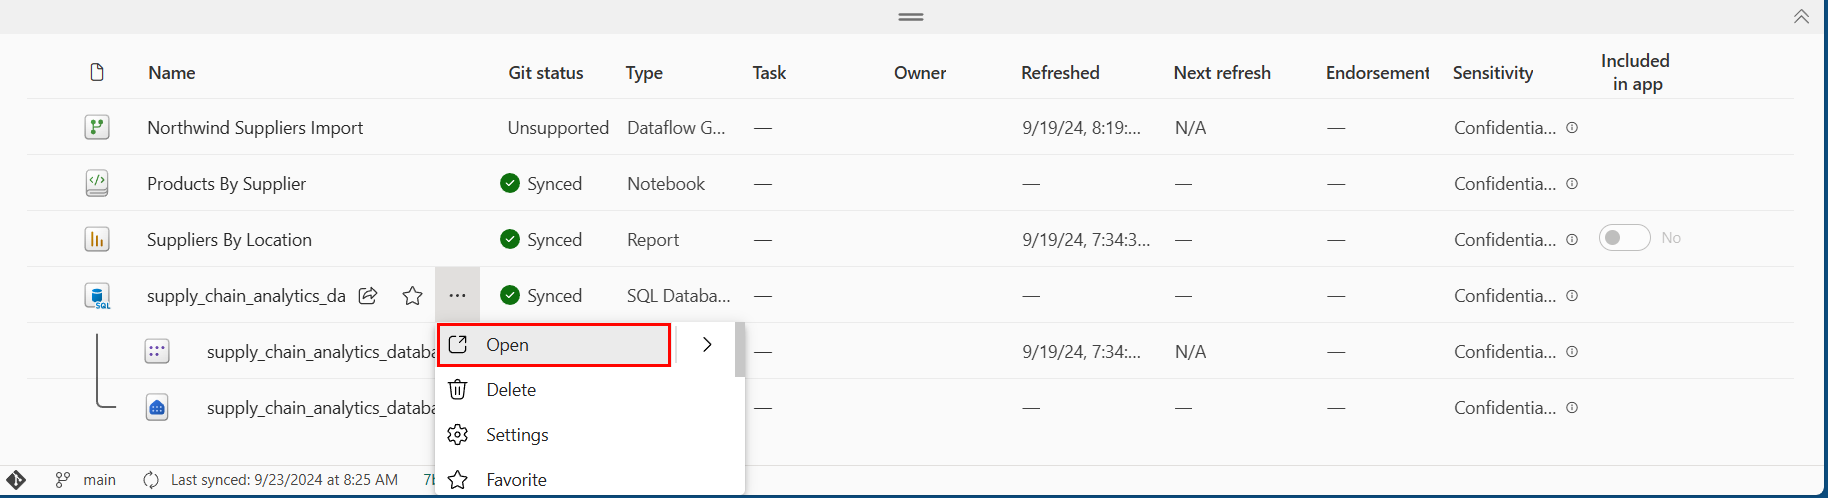 Name Git status Type Task Owner Refreshed Next refresh Endorsement Sensitivity Included in app
Northwind Suppliers Import Unsupported Dataflow G... — 9/19/24, 8:19:... N/A — Confidentia...
Products By Supplier Synced Notebook — — — — Confidentia...
Suppliers By Location Synced Report — 9/19/24, 7:34:3... — — Confidentia... No
supply_chain_analytics_da ... Synced SQL Databa... — — — — Confidentia...
SQL
supply_chain_analytics_databa — 9/19/24, 7:34:... N/A — Confidentia...
supply_chain_analytics_databa — — — — Confidentia...
Open
Delete
Settings
Favorite
main Last synced: 9/23/2024 at 8:25 AM 7